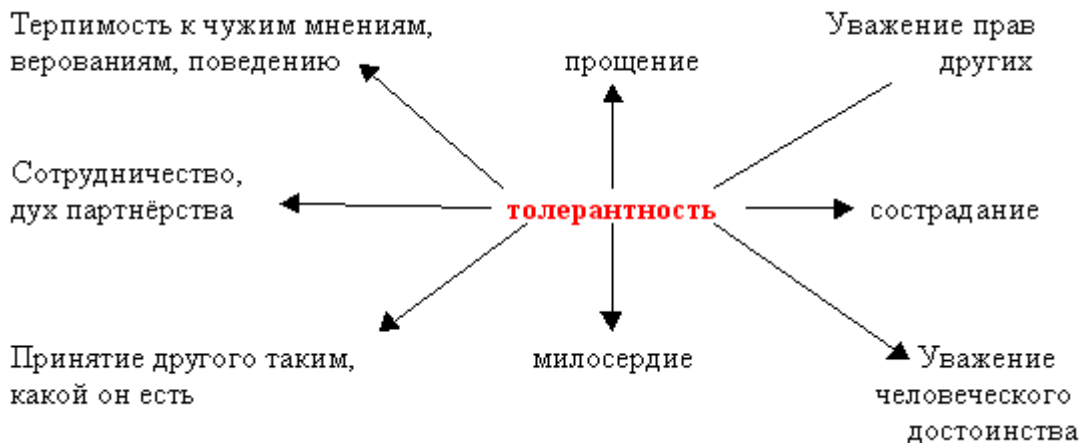 Терпимость к чужим мнениям,
верованиям, поведению
прощение
Уважение прав
других
Сотрудничество,
дух партнёрства
толерантность
сострадание
Принятие другого таким,
какой он есть
милосердие
Уважение
человеческого
достоинства